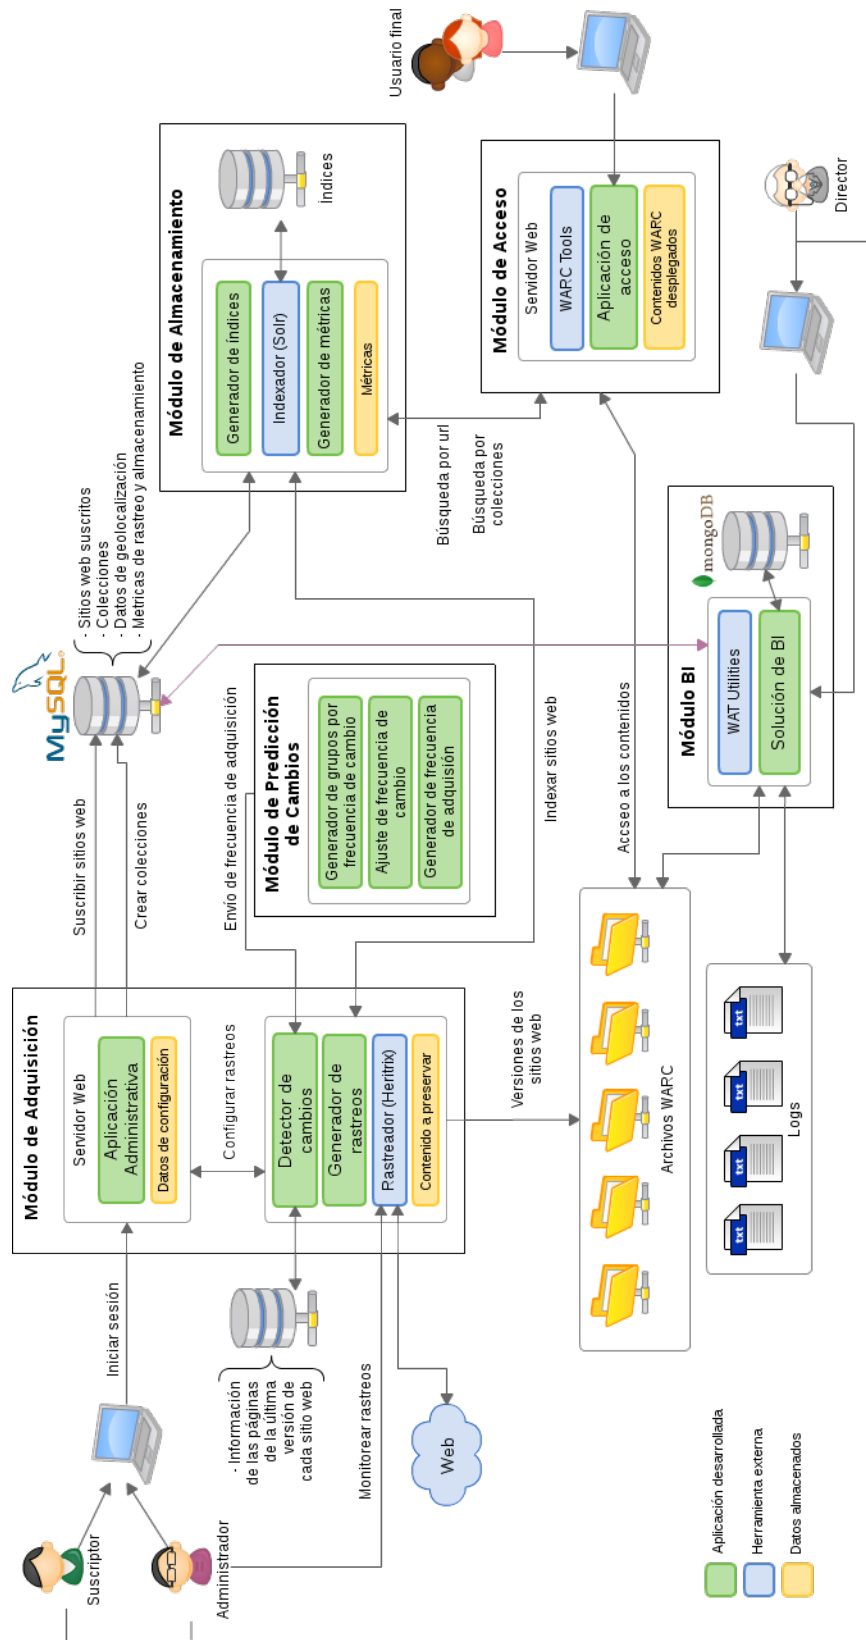 Suscriptor
Administrador
Iniciar sesión
Monitorear rastreos
Web
- Información
de las páginas
de la última
versión de
cada sitio web
Módulo de Adquisición
Servidor Web
Aplicación
Administrativa
Datos de configuración
Configurar rastreos
Detector de
cambios
Generador de
rastreos
Rastreador (Heritrix)
Contenido a preservar
Suscribir sitios web
Crear colecciones
Envío de frecuencia de adquisición
Versiones de los
sitios web
MySQL
- Sitios web suscritos
- Colecciones
- Datos de geolocalización
- Metricas de rastreo y almacenamiento
Módulo de Predicción
de Cambios
Generador de grupos por
frecuencia de cambio
Ajuste de frecuencia de
cambio
Generador de frecuencia
de adquisión
Indexar sitios web
Módulo de Almacenamiento
Generador de índices
Indexador (Solr)
Generador de métricas
Métricas
Índices
Búsqueda por url
Búsqueda por
colecciones
Usuario final
Módulo de Acceso
Servidor Web
WARC Tools
Aplicación de
acceso
Contenidos WARC
desplegados
Accseo a los contenidos
Director
Módulo BI
WAT Utilities
Solución de BI
mongoDB
Archivos WARC
txt
txt
txt
txt
Logs
Aplicación desarrollada
Herramienta externa
Datos almacenados